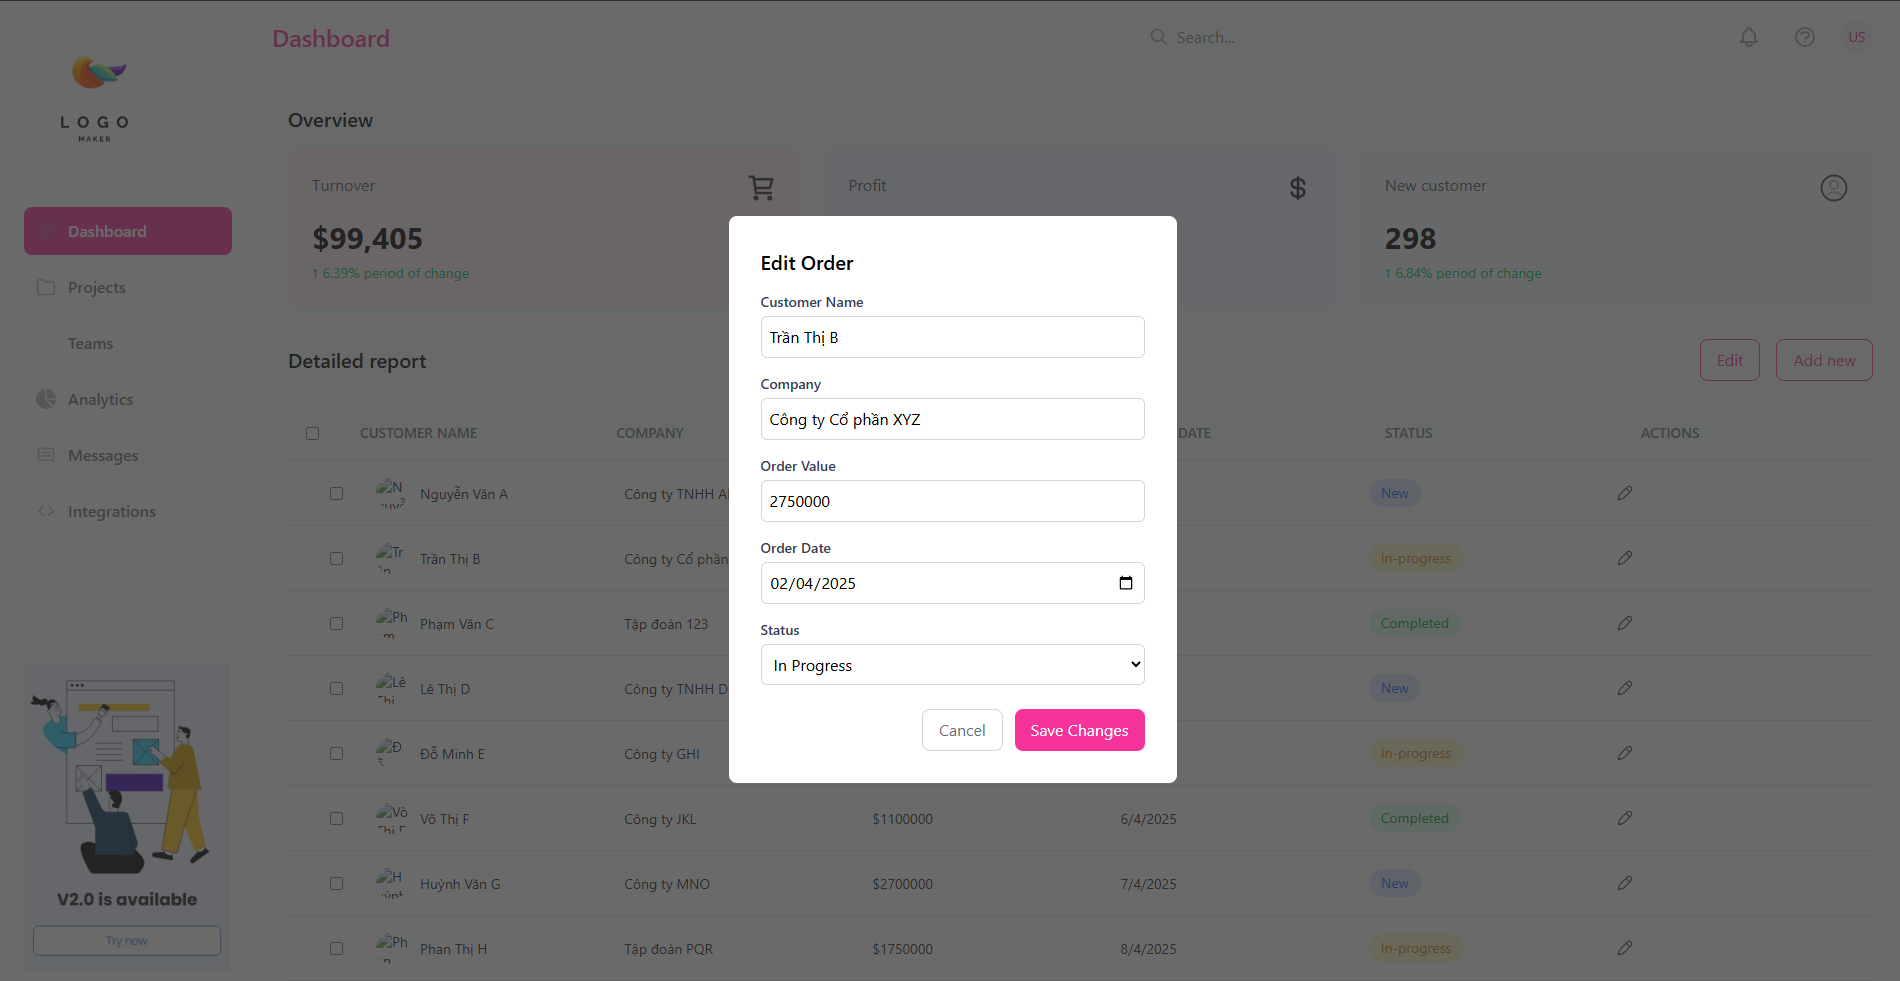 Dashboard
Search...
US
LOGO
MAKER
Dashboard
Projects
Teams
Analytics
Messages
Integrations
V2.0 is available
Try now
Overview
Turnover
$99,405
↑ 6.39% period of change
Profit
$
New customer
298
↑ 6.84% period of change
Detailed report
Edit
Add new
CUSTOMER NAME COMPANY DATE STATUS ACTIONS
Nguyễn Văn A Công ty TNHH New
Trần Thị B Công ty Cổ phần In-progress
Phạm Văn C Tập đoàn 123 Completed
Lê Thị D Công ty TNHH D New
Đỗ Minh E Công ty GHI In-progress
Võ Thị F Công ty JKL $1100000 6/4/2025 Completed
Huỳnh Văn G Công ty MNO $2700000 7/4/2025 New
Phan Thị H Tập đoàn PQR $1750000 8/4/2025 In-progress
Edit Order
Customer Name
Trần Thị B
Company
Công ty Cổ phần XYZ
Order Value
2750000
Order Date
02/04/2025
Status
In Progress
Cancel
Save Changes